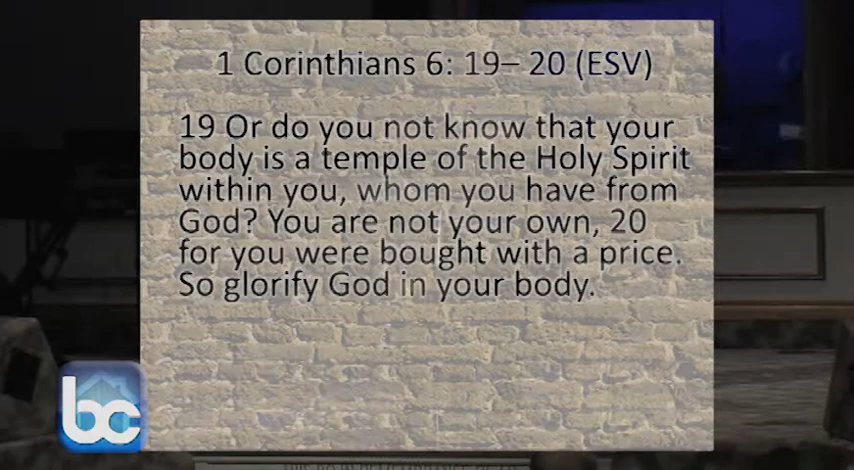 1 Corinthians 6: 19– 20 (ESV)
19 Or do you not know that your
body is a temple of the Holy Spirit
within you, whom you have from
God? You are not your own, 20
for you were bought with a price.
So glorify God in your body.
bc